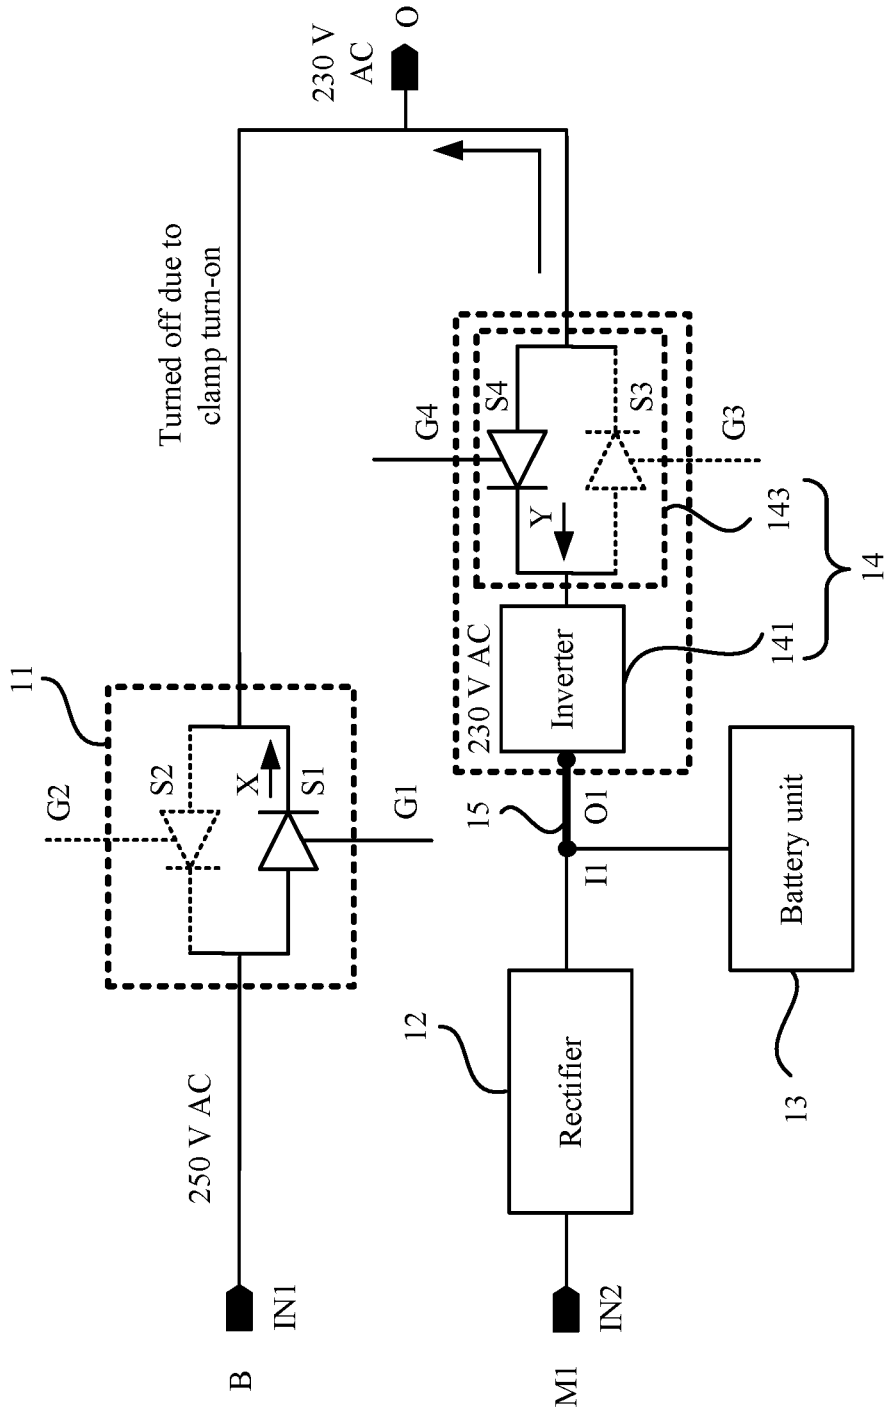 B
IN1
250 V AC
11
G2
S2
X
S1
G1
Turned off due to
clamp turn-on
230 V
AC
O
M1
IN2
12
Rectifier
I1
O1
15
230 V AC
Inverter
Y
G4
S4
S3
G3
141
143
14
13
Battery unit